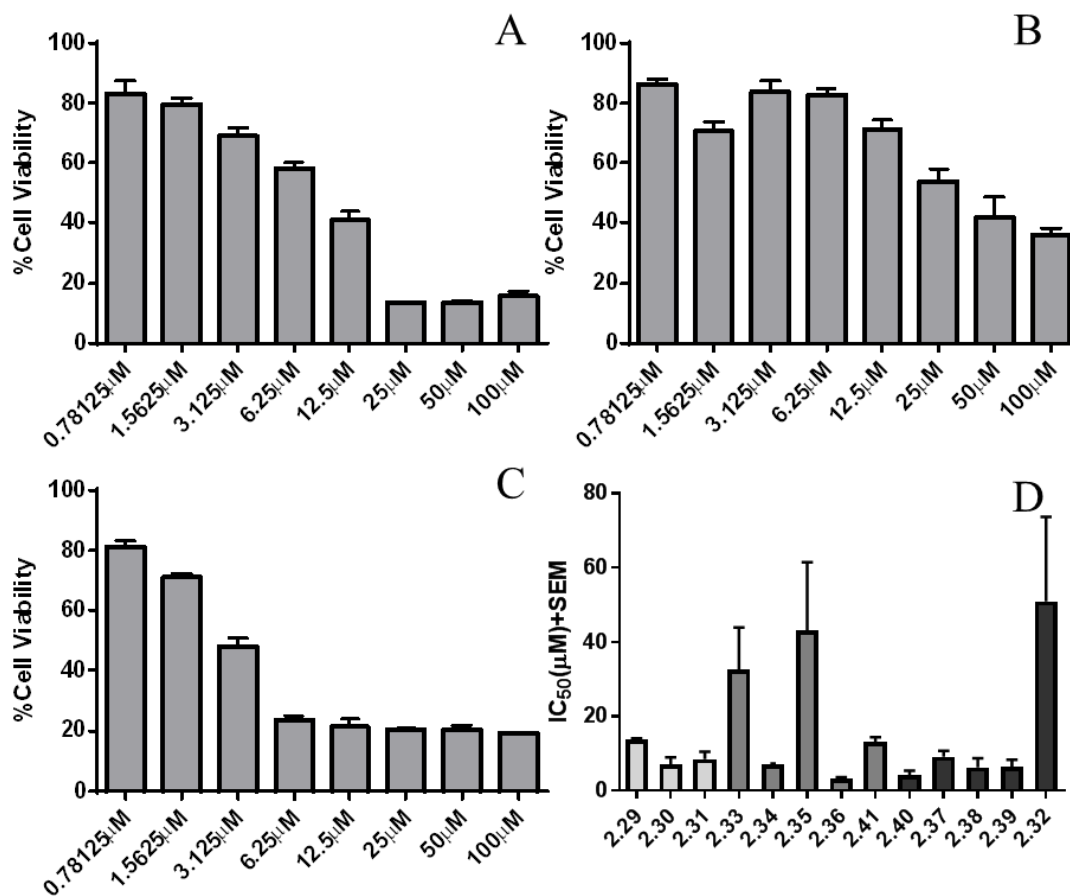 A
%Cell Viability
100
80
60
40
20
0
0.78125µM
1.5625µM
3.125µM
6.25µM
12.5µM
25µM
50µM
100µM
B
%Cell Viability
100
80
60
40
20
0
0.78125µM
1.5625µM
3.125µM
6.25µM
12.5µM
25µM
50µM
100µM
C
%Cell Viability
100
80
60
40
20
0
0.78125µM
1.5625µM
3.125µM
6.25µM
12.5µM
25µM
50µM
100µM
D
IC50(µM)+SEM
80
60
40
20
0
2.29
2.30
2.31
2.33
2.34
2.35
2.36
2.41
2.40
2.37
2.38
2.39
2.32